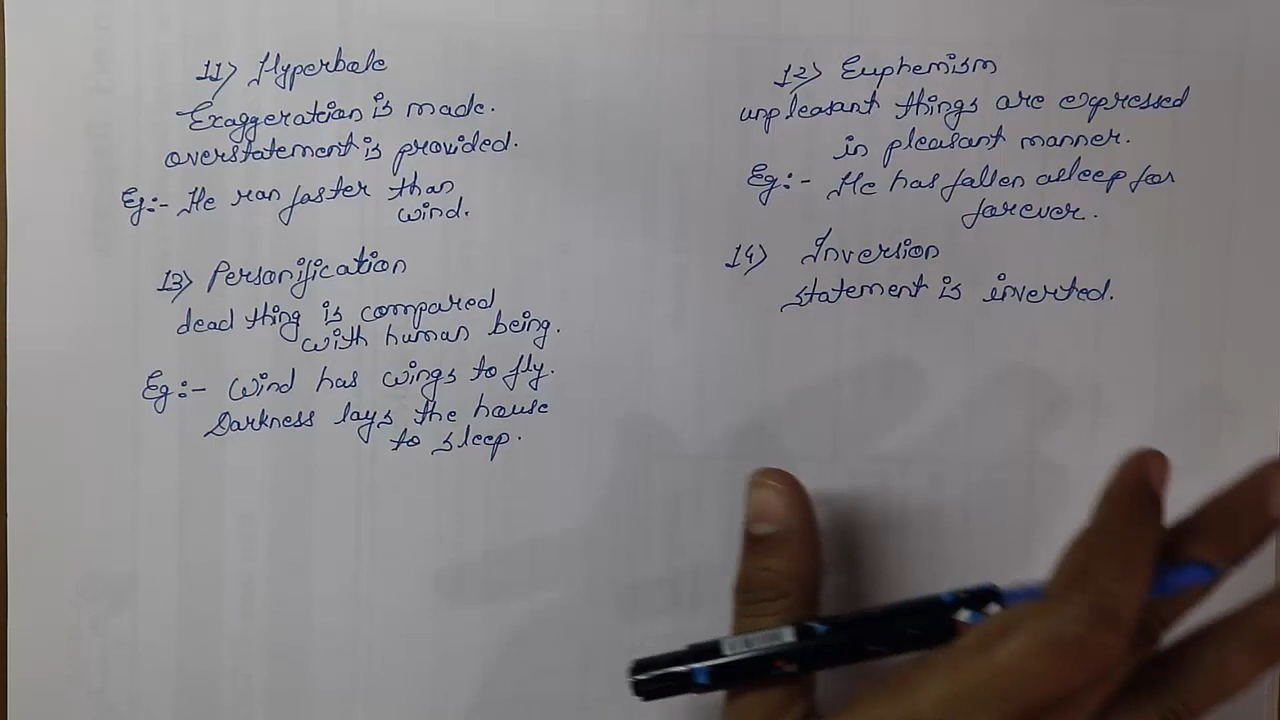 11) Hyperbole
Exaggeration is made.
overstatement is provided.
Eg:- He ran faster than
wind.
12) Euphemism
unpleasant things are expressed
in pleasant manner.
Eg:- He has fallen asleep for
forever.
13) Personification
dead thing is compared
with human being.
Eg:- Wind has wings to fly.
Darkness lays the house
to sleep.
14) Inversion
statement is inverted.